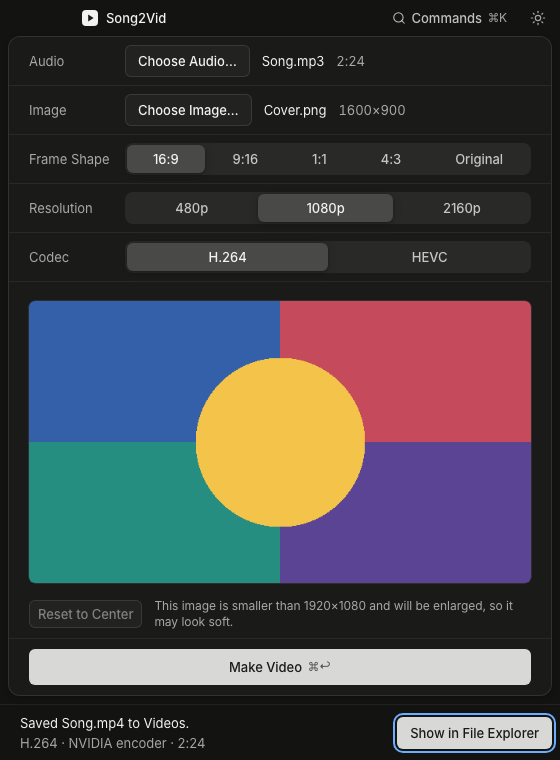 Song2Vid
Commands ⌘K
Audio
Choose Audio... Song.mp3 2:24
Image
Choose Image... Cover.png 1600×900
Frame Shape
16:9 9:16 1:1 4:3 Original
Resolution
480p 1080p 2160p
Codec
H.264 HEVC
Reset to Center
This image is smaller than 1920×1080 and will be enlarged, so it
may look soft.
Make Video ⌘↩
Saved Song.mp4 to Videos.
H.264 · NVIDIA encoder · 2:24
Show in File Explorer